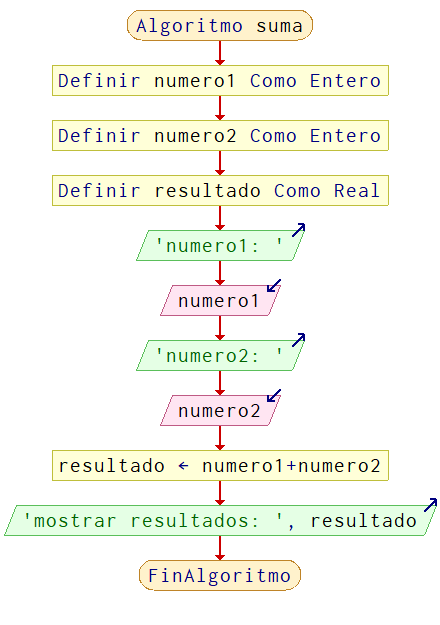 Algoritmo suma
Definir numero1 Como Entero
Definir numero2 Como Entero
Definir resultado Como Real
'numero1: '
numero1
'numero2: '
numero2
resultado ← numero1+numero2
'mostrar resultados: ', resultado
FinAlgoritmo